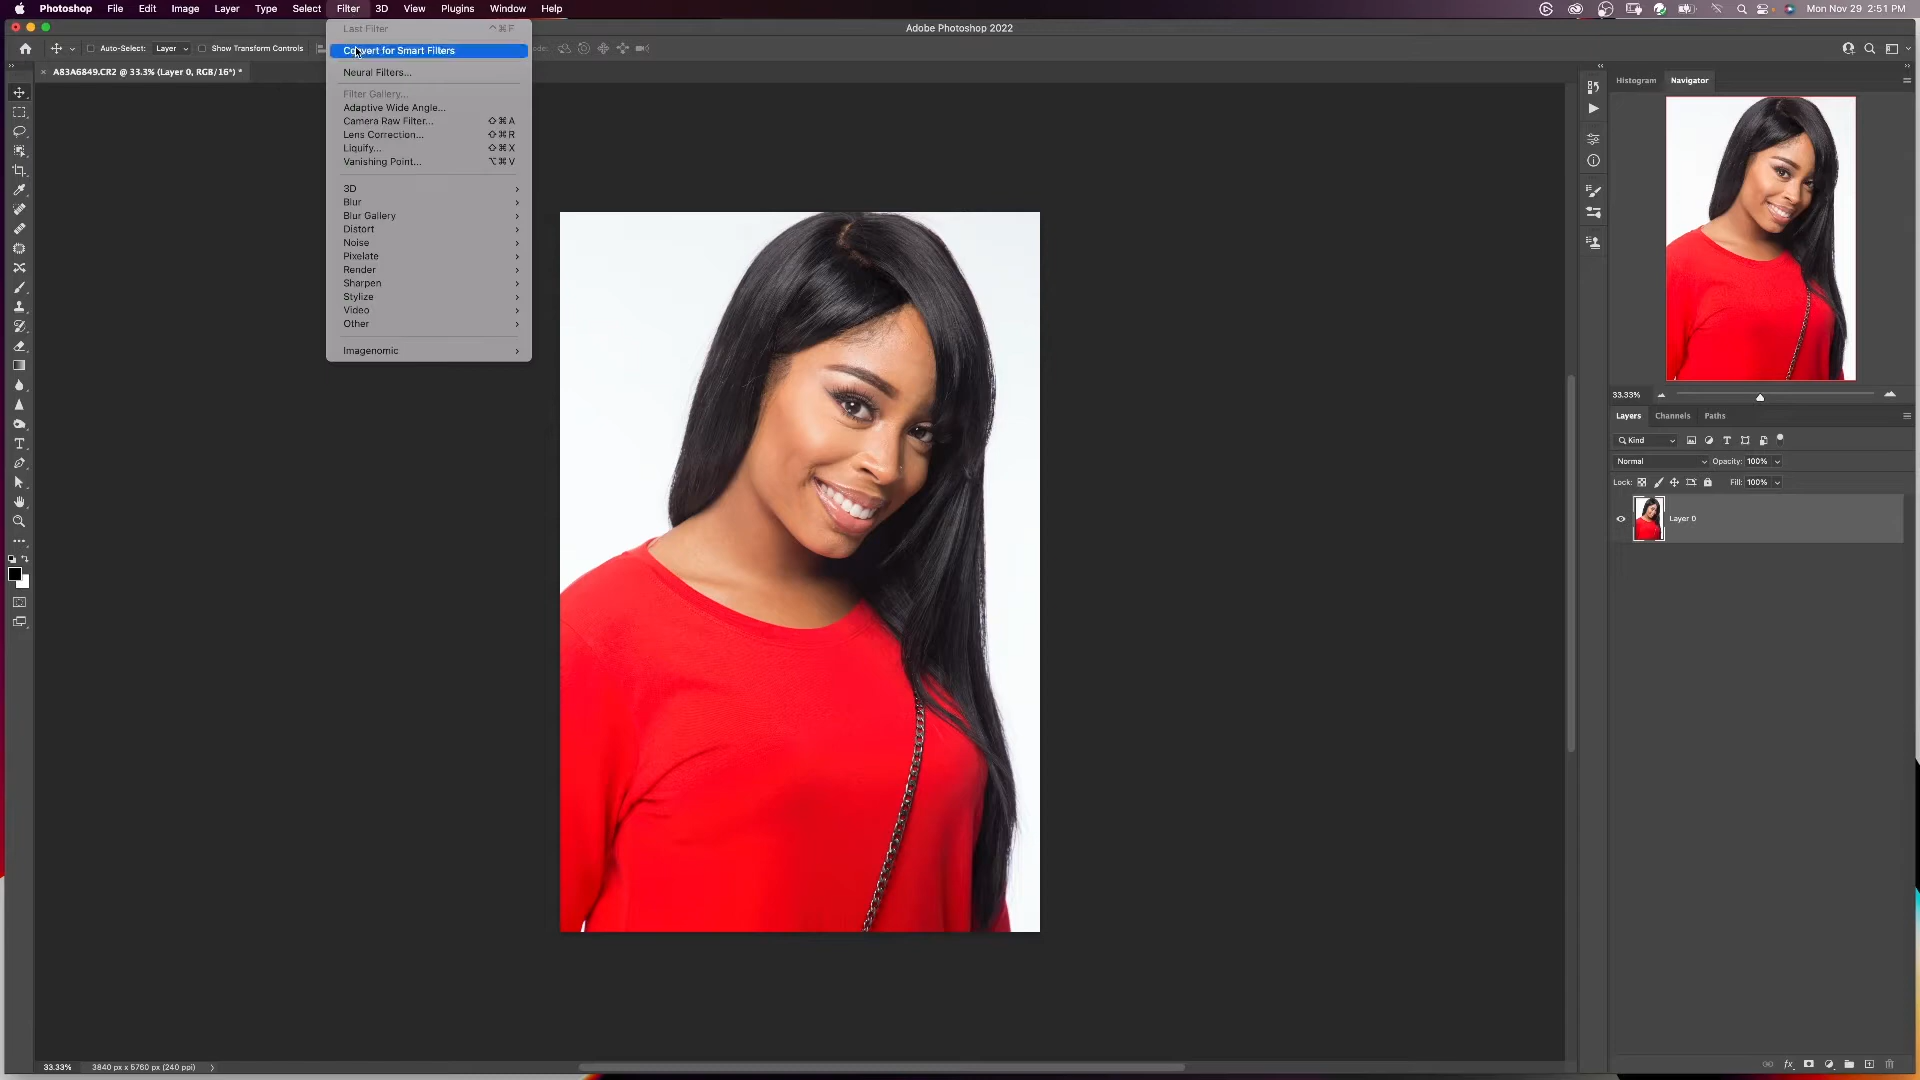 Photoshop File Edit Image Layer Type Select Filter 3D View Plugins Window Help Mon Nov 29 2:51 PM
Adobe Photoshop 2022
Auto-Select: Layer Show Transform Controls
A83A6849.CR2 @ 33.3% (Layer 0, RGB/16*) *
Last Filter ^⌘F
Convert for Smart Filters
Neural Filters...
Filter Gallery...
Adaptive Wide Angle...
Camera Raw Filter... ⇧⌘A
Lens Correction... ⇧⌘R
Liquify... ⇧⌘X
Vanishing Point... ⌥⌘V
3D
Blur
Blur Gallery
Distort
Noise
Pixelate
Render
Sharpen
Stylize
Video
Other
Imagenomic
Histogram Navigator
33.33%
Layers Channels Paths
Kind
Normal Opacity: 100%
Lock: Fill: 100%
Layer 0
33.33% 3840 px x 5760 px (240 ppi)